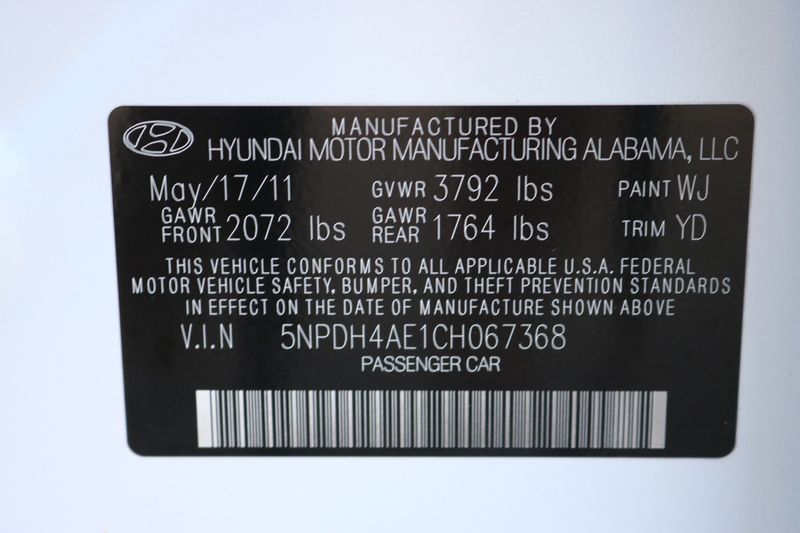 MANUFACTURED BY
HYUNDAI MOTOR MANUFACTURING ALABAMA, LLC
May/17/11 GVWR 3792 lbs PAINT WJ
GAWR FRONT 2072 lbs GAWR REAR 1764 lbs TRIM YD
THIS VEHICLE CONFORMS TO ALL APPLICABLE U.S.A. FEDERAL
MOTOR VEHICLE SAFETY, BUMPER, AND THEFT PREVENTION STANDARDS
IN EFFECT ON THE DATE OF MANUFACTURE SHOWN ABOVE
V.I.N 5NPDH4AE1CH067368
PASSENGER CAR